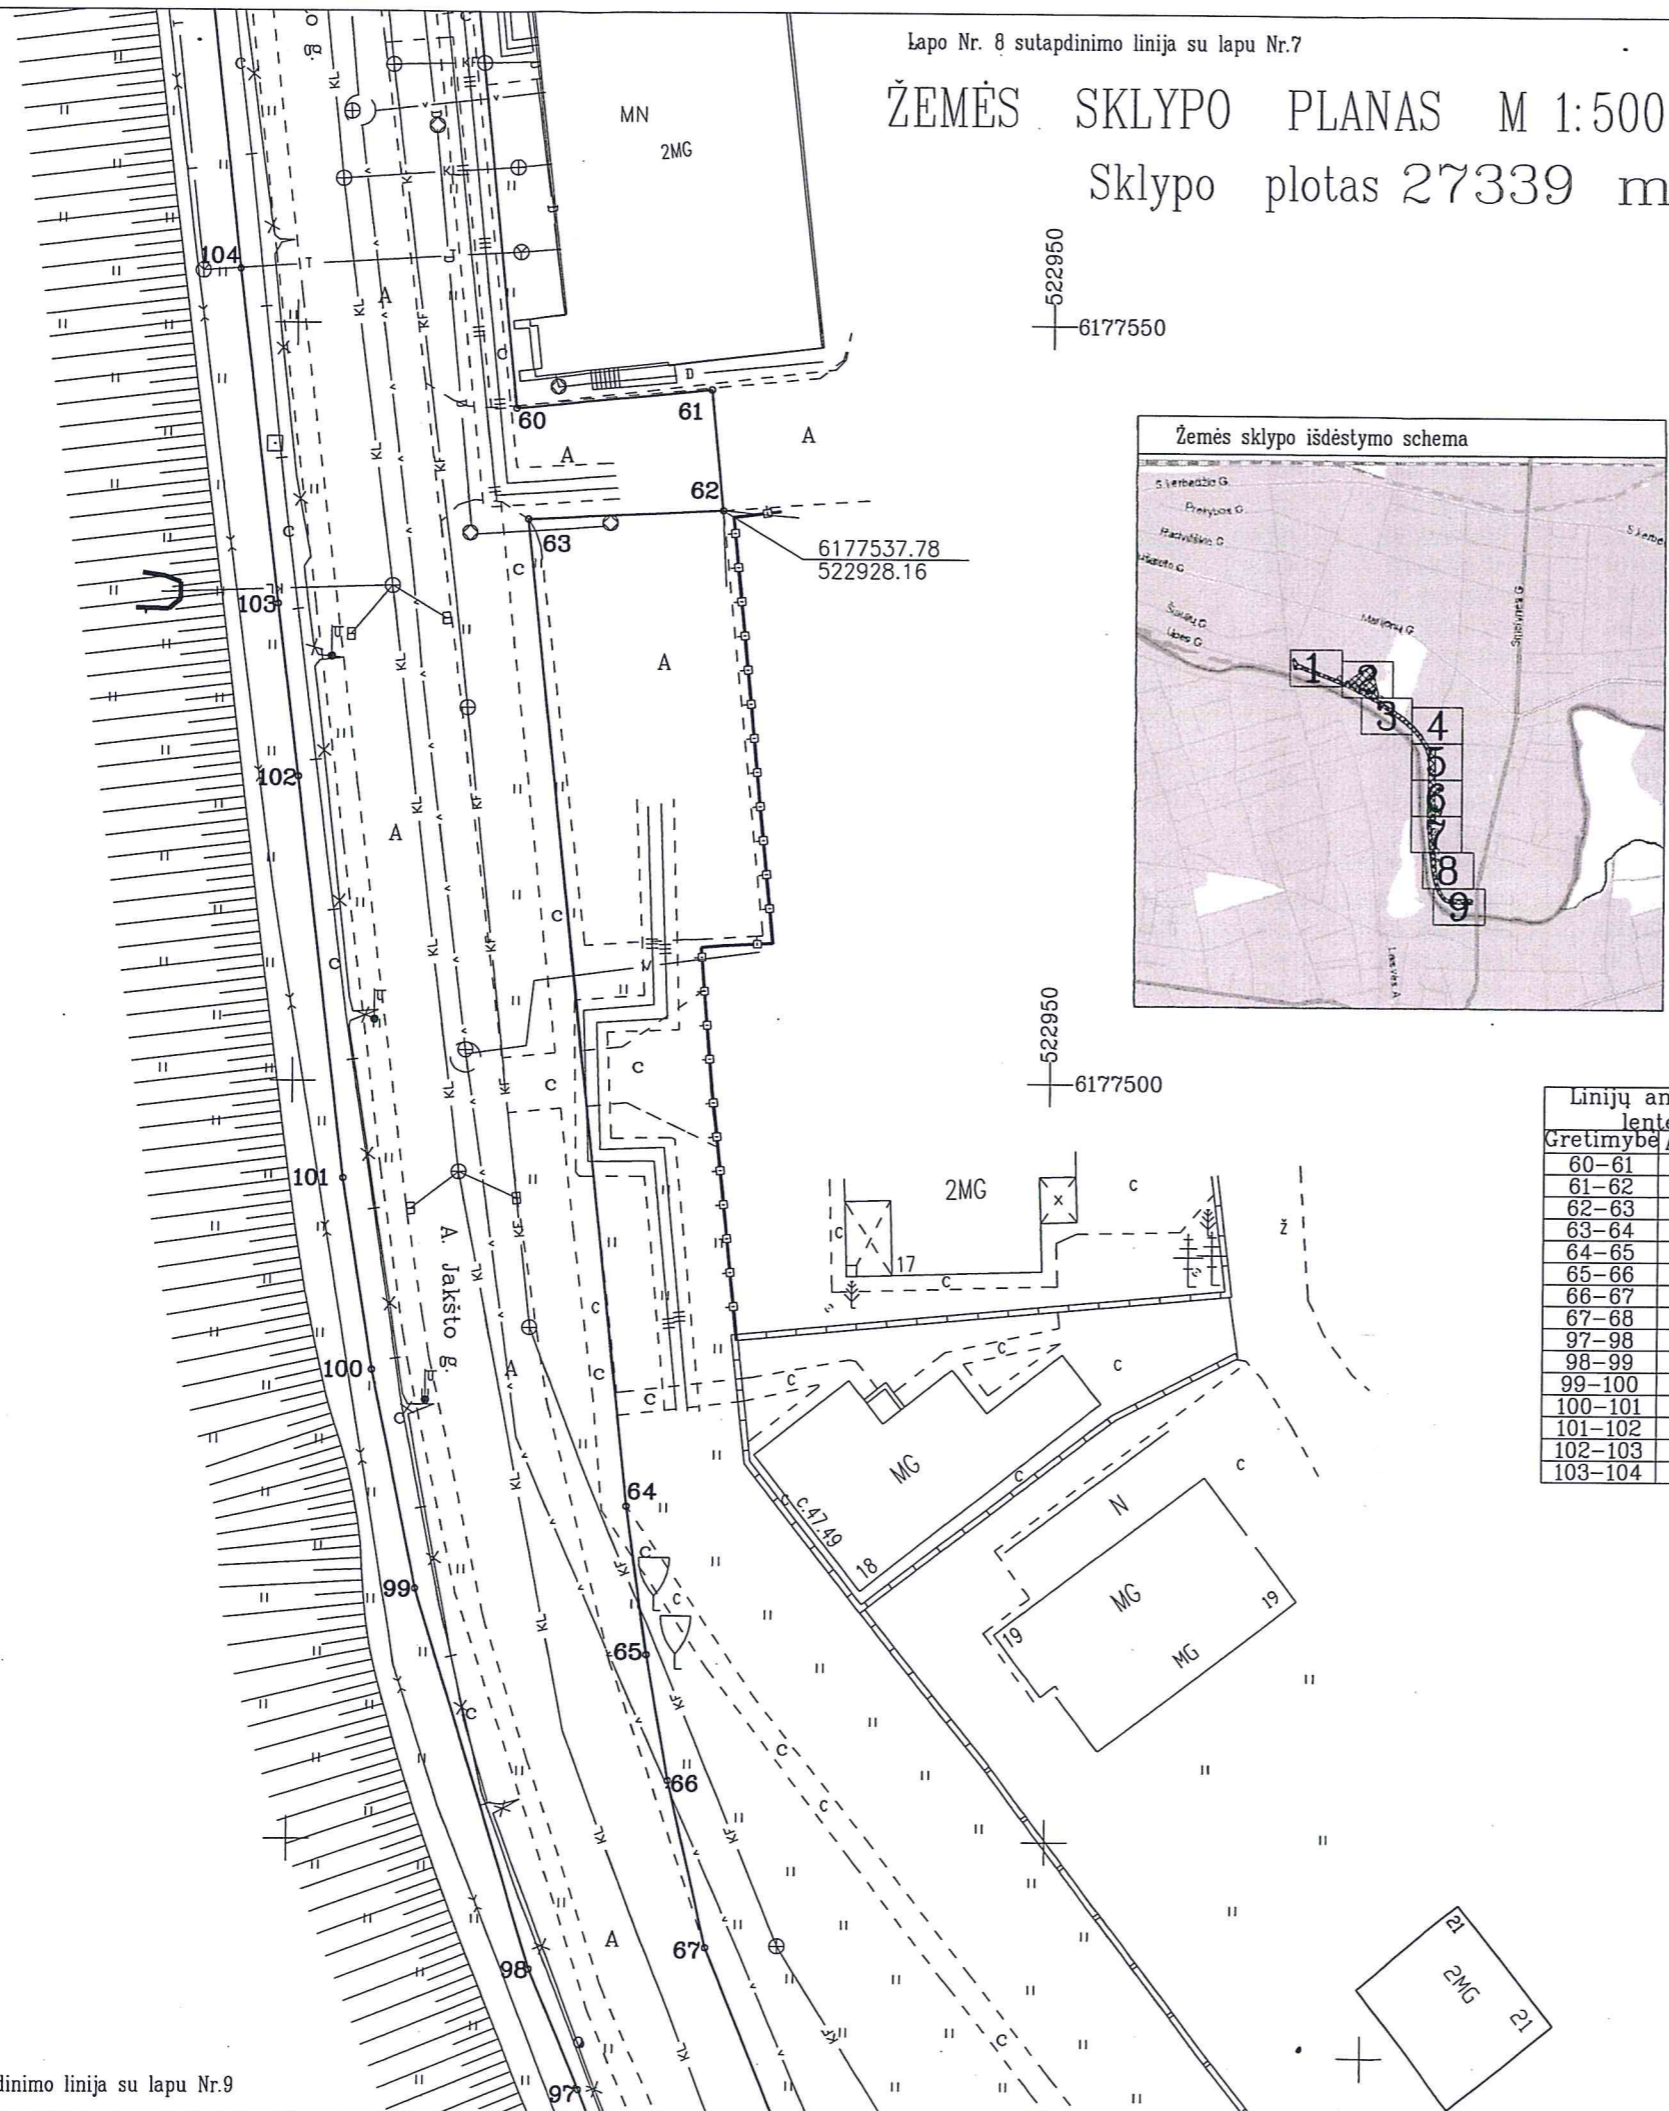 Lapo Nr. 8 sutapdinimo linija su lapu Nr.7
ŽEMĖS SKLYPO PLANAS M 1:500
Sklypo plotas 27339 m
MN
2MG
522950
6177550
104
60
61
62
63
6177537.78
522928.16
103
102
101
100
99
98
97
64
65
66
67
A. Jakšto g.
522950
6177500
2MG
17
MG
C.47.49
18
N
MG
19
19
MG
21
2MG
21
Žemės sklypo išdėstymo schema
Prekybos G.
Marijonų G.
Smėlynės G.
Laisvės A.
1
2
3
4
5
6
7
8
9
Linijų
Gretimybė
60-61
61-62
62-63
63-64
64-65
65-66
66-67
67-68
97-98
98-99
99-100
100-101
101-102
102-103
103-104
dinimo linija su lapu Nr.9